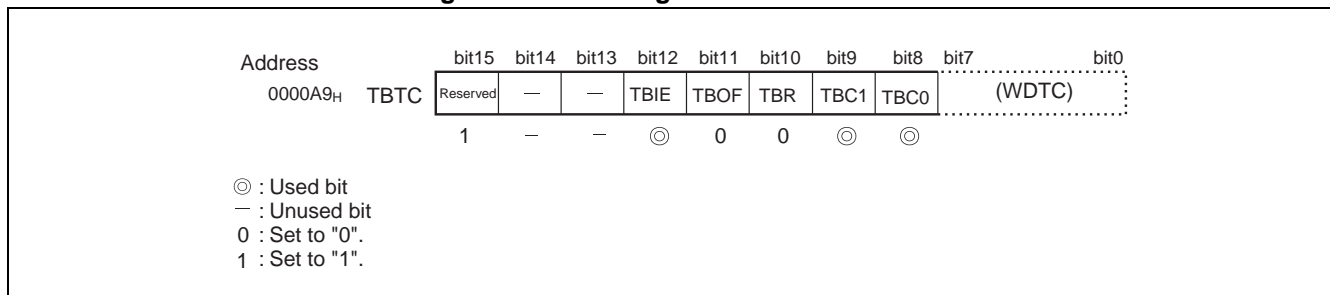 Address bit15 bit14 bit13 bit12 bit11 bit10 bit9 bit8 bit7 bit0
0000A9H TBTC Reserved — — TBIE TBOF TBR TBC1 TBC0 (WDTC)
1 — — ◎ 0 0 ◎ ◎
◎ : Used bit
— : Unused bit
0 : Set to "0".
1 : Set to "1".